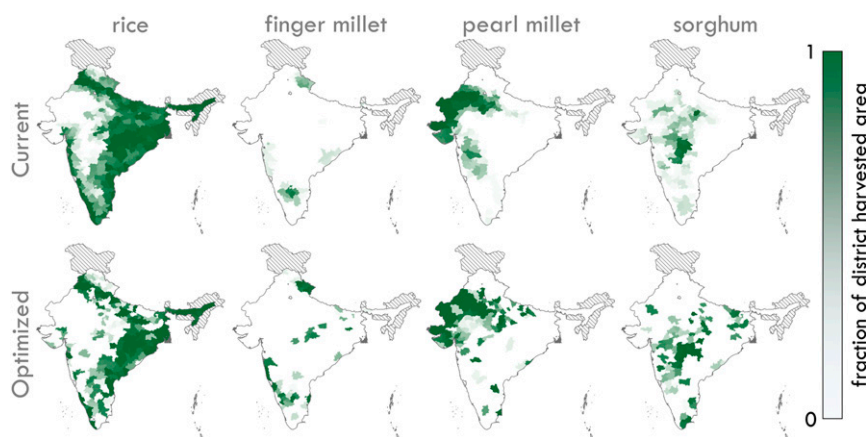 rice
finger millet
pearl millet
sorghum
Current
Optimized
1
0
fraction of district harvested area